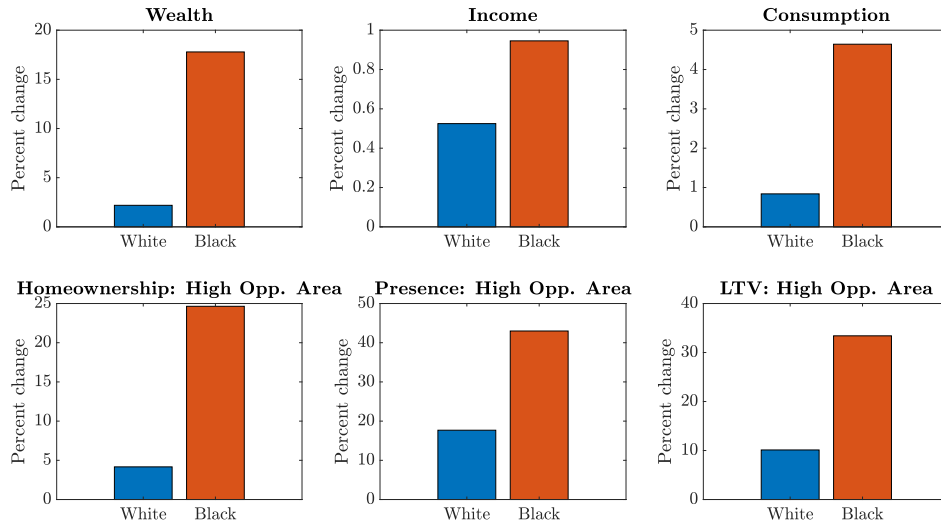 Wealth
Percent change
20
15
10
5
0
White Black
Income
Percent change
1
0.8
0.6
0.4
0.2
0
White Black
Consumption
Percent change
5
4
3
2
1
0
White Black
Homeownership: High Opp. Area
Percent change
25
20
15
10
5
0
White Black
Presence: High Opp. Area
Percent change
50
40
30
20
10
0
White Black
LTV: High Opp. Area
Percent change
40
30
20
10
0
White Black